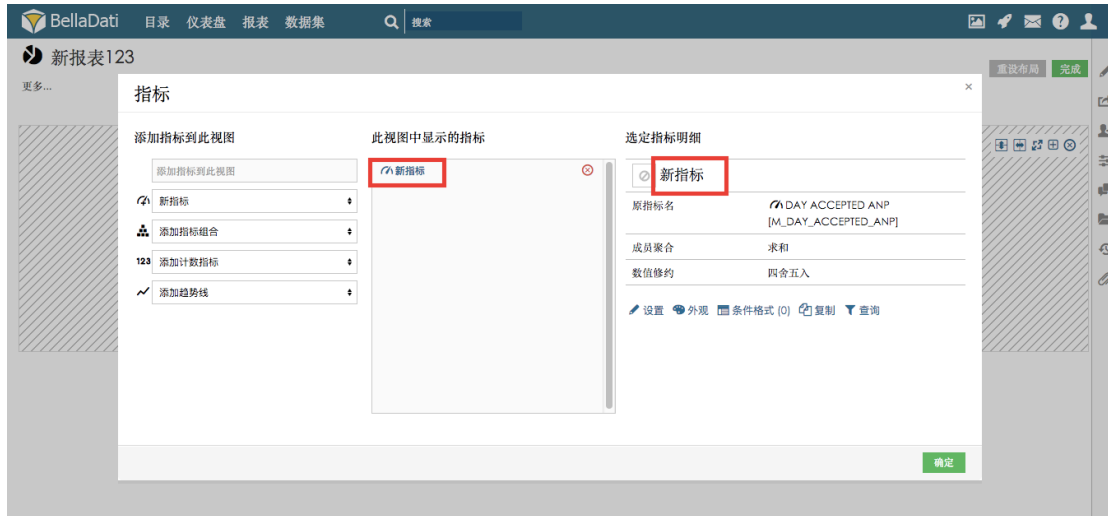 BellaDati 目录 仪表盘 报表 数据集 搜索
新报表123
重设布局 完成
更多...
指标 ×
添加指标到此视图 此视图中显示的指标 选定指标明细
添加指标到此视图 新指标 新指标
新指标 原指标名 DAY ACCEPTED ANP
[M_DAY_ACCEPTED_ANP]
添加指标组合 成员聚合 求和
123 添加计数指标 数值修约 四舍五入
添加趋势线 设置 外观 条件格式 (0) 复制 查询
确定